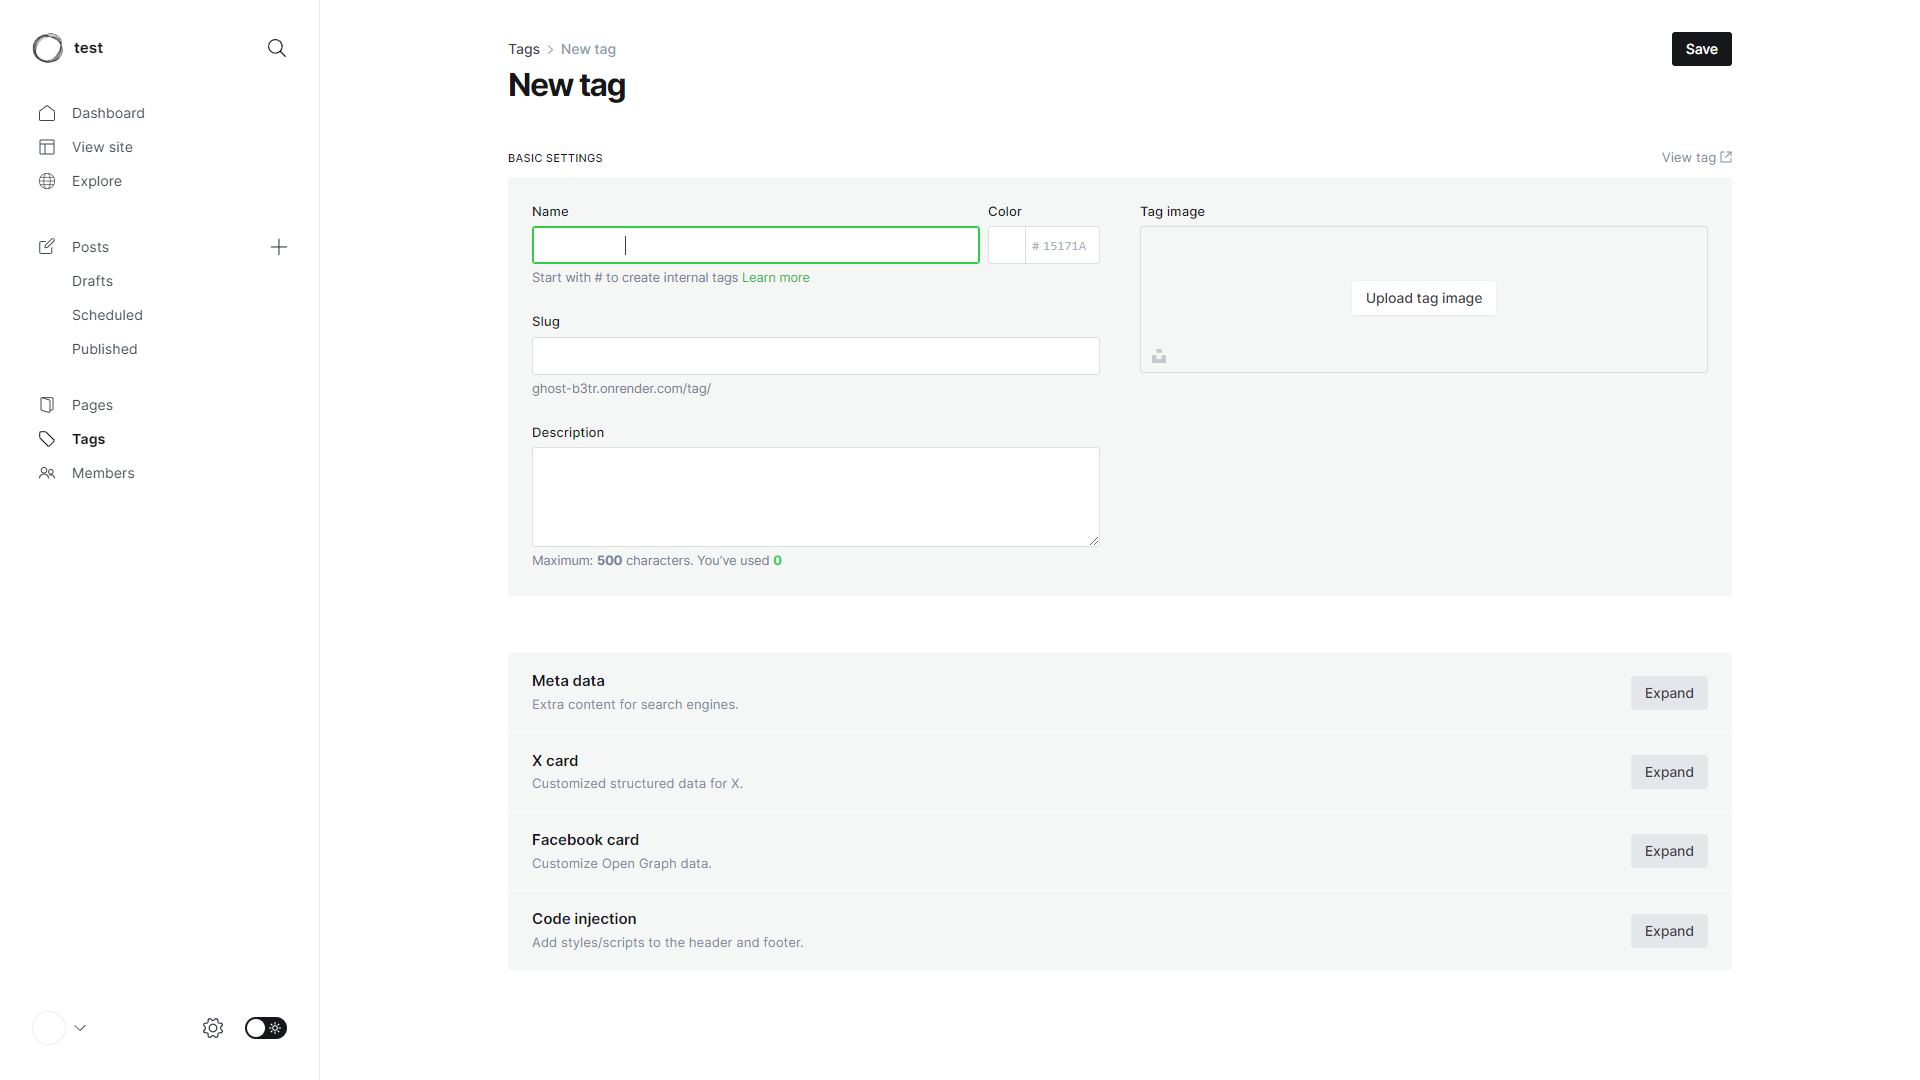 test
Dashboard
View site
Explore
Posts
Drafts
Scheduled
Published
Pages
Tags
Members
Tags > New tag
New tag
Save
BASIC SETTINGS
View tag
Name
Color
# 15171A
Start with # to create internal tags Learn more
Slug
ghost-b3tr.onrender.com/tag/
Description
Maximum: 500 characters. You’ve used 0
Tag image
Upload tag image
Meta data
Extra content for search engines.
Expand
X card
Customized structured data for X.
Expand
Facebook card
Customize Open Graph data.
Expand
Code injection
Add styles/scripts to the header and footer.
Expand